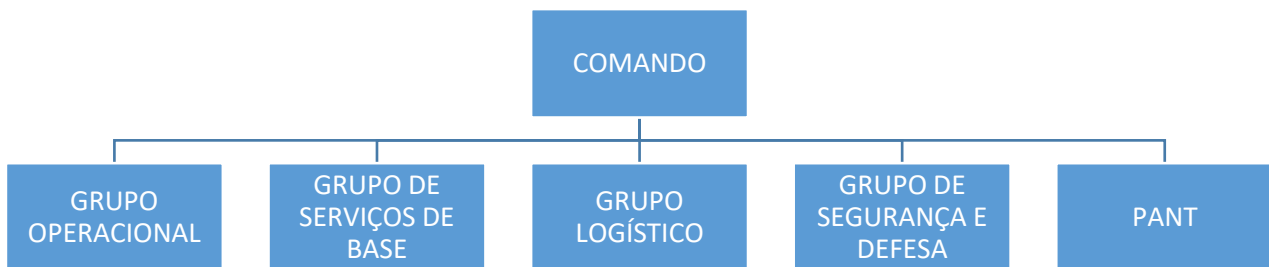 COMANDO
GRUPO
OPERACIONAL
GRUPO DE
SERVIÇOS DE
BASE
GRUPO
LOGÍSTICO
GRUPO DE
SEGURANÇA E
DEFESA
PANT